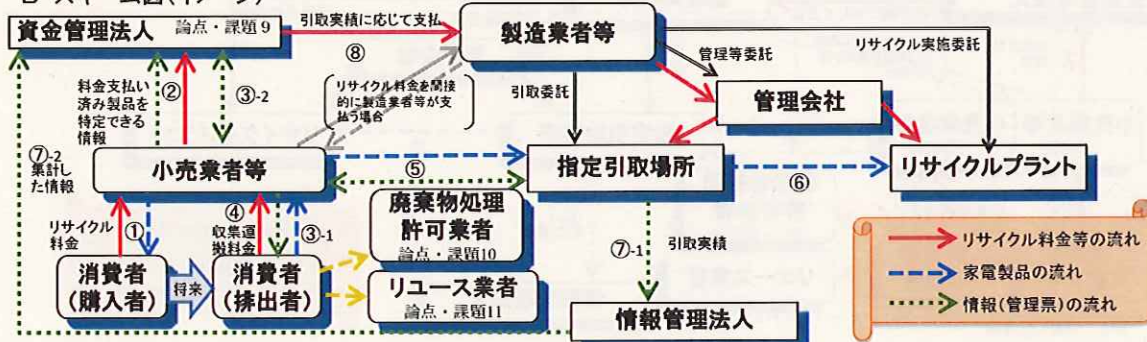 資金管理法人 論点・課題9
引取実績に応じて支払
⑧
製造業者等
管理等委託
リサイクル実施委託
料金支払い
済み製品を
特定できる
情報
②
③-2
リサイクル料金を間接
的に製造業者等が支
払う場合
引取委託
管理会社
⑦-2
集計し
た情報
小売業者等
⑤
指定引取場所
⑥
リサイクルプラント
リサイクル
料金
①
④
収集運
搬料金
③-1
廃棄物処理
許可業者
論点・課題10
⑦-1
引取実績
消費者
(購入者)
将来
消費者
(排出者)
リユース業者
論点・課題11
情報管理法人
リサイクル料金等の流れ
家電製品の流れ
情報(管理票)の流れ